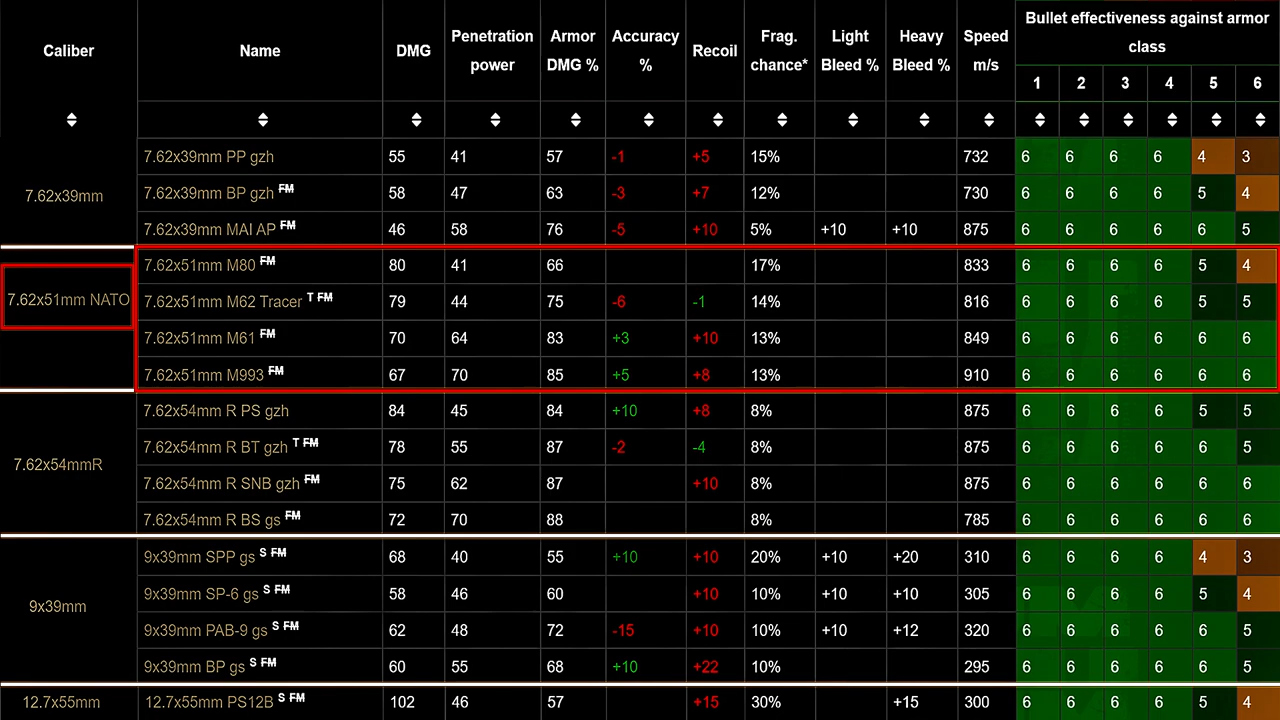 Caliber Name DMG Penetration power Armor DMG % Accuracy % Recoil Frag. chance* Light Bleed % Heavy Bleed % Speed m/s Bullet effectiveness against armor class
1 2 3 4 5 6
7.62x39mm
7.62x39mm PP gzh 55 41 57 -1 +5 15% 732 6 6 6 6 4 3
7.62x39mm BP gzh FM 58 47 63 -3 +7 12% 730 6 6 6 6 5 4
7.62x39mm MAI AP FM 46 58 76 -5 +10 5% +10 +10 875 6 6 6 6 6 5
7.62x51mm NATO
7.62x51mm M80 FM 80 41 66 17% 833 6 6 6 6 5 4
7.62x51mm M62 Tracer T FM 79 44 75 -6 -1 14% 816 6 6 6 6 5 5
7.62x51mm M61 FM 70 64 83 +3 +10 13% 849 6 6 6 6 6 6
7.62x51mm M993 FM 67 70 85 +5 +8 13% 910 6 6 6 6 6 6
7.62x54mmR
7.62x54mm R PS gzh 84 45 84 +10 +8 8% 875 6 6 6 6 5 5
7.62x54mm R BT gzh T FM 78 55 87 -2 -4 8% 875 6 6 6 6 6 5
7.62x54mm R SNB gzh FM 75 62 87 +10 8% 875 6 6 6 6 6 6
7.62x54mm R BS gs FM 72 70 88 8% 785 6 6 6 6 6 6
9x39mm
9x39mm SPP gs S FM 68 40 55 +10 +10 20% +10 +20 310 6 6 6 6 4 3
9x39mm SP-6 gs S FM 58 46 60 +10 10% +10 +10 305 6 6 6 6 5 4
9x39mm PAB-9 gs S FM 62 48 72 -15 +10 10% +10 +12 320 6 6 6 6 6 5
9x39mm BP gs S FM 60 55 68 +10 +22 10% 295 6 6 6 6 6 5
12.7x55mm
12.7x55mm PS12B S FM 102 46 57 +15 30% +15 300 6 6 6 6 5 4